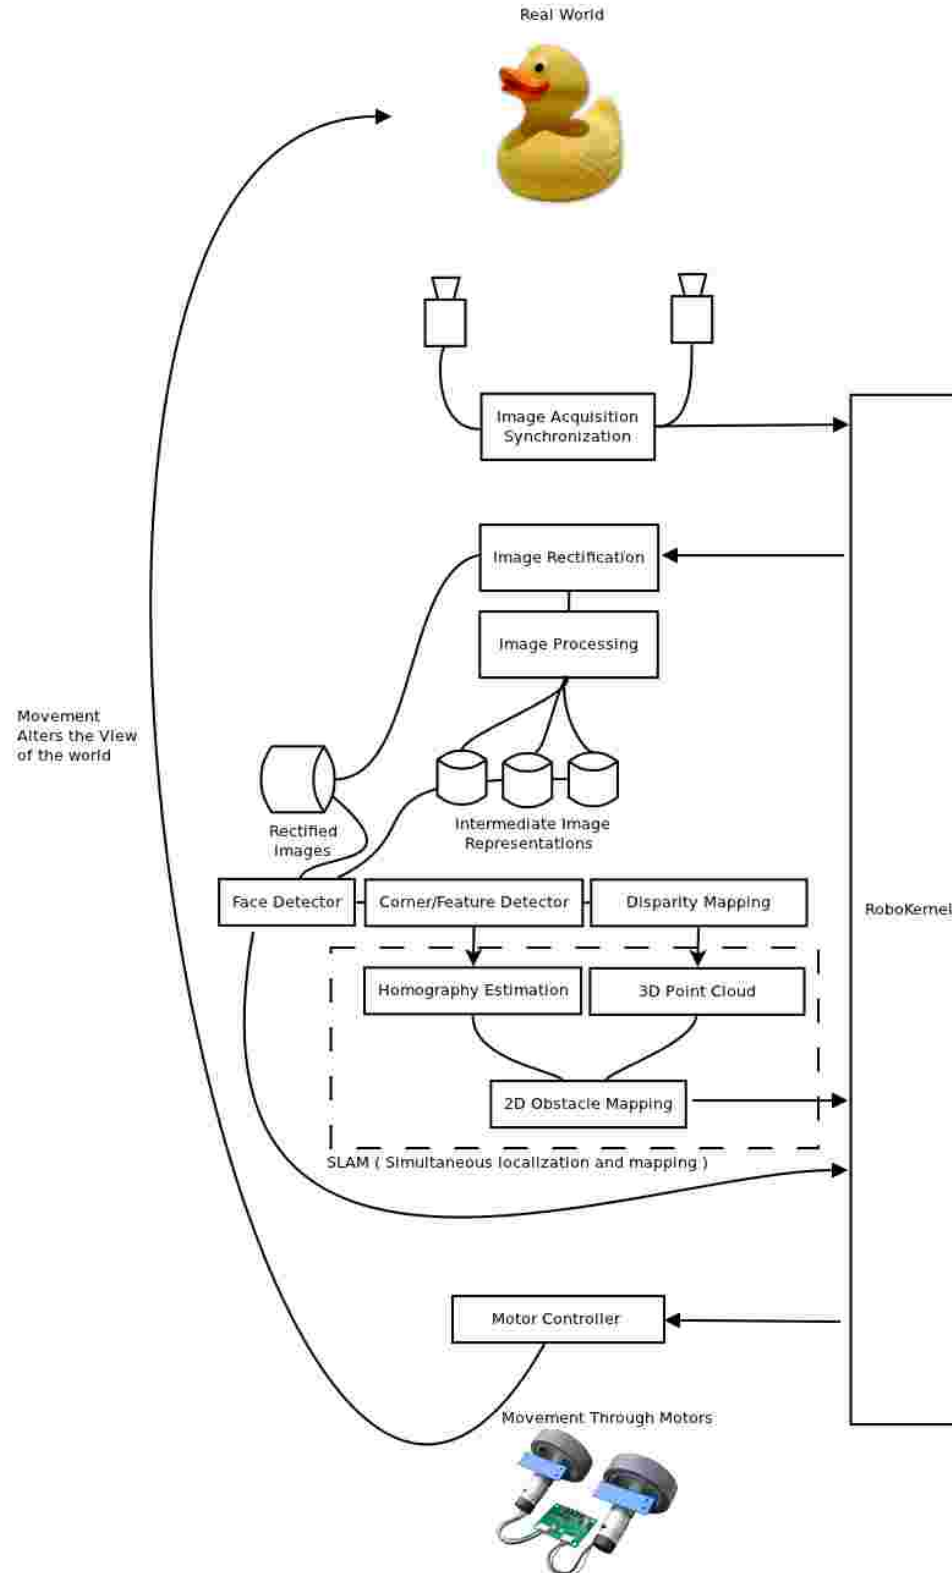 Real World
Image Acquisition
Synchronization
Image Rectification
Image Processing
Movement
Alters the View
of the world
Rectified
Images
Intermediate Image
Representations
Face Detector
Corner/Feature Detector
Disparity Mapping
RoboKernel
Homography Estimation
3D Point Cloud
2D Obstacle Mapping
SLAM ( Simultaneous localization and mapping )
Motor Controller
Movement Through Motors